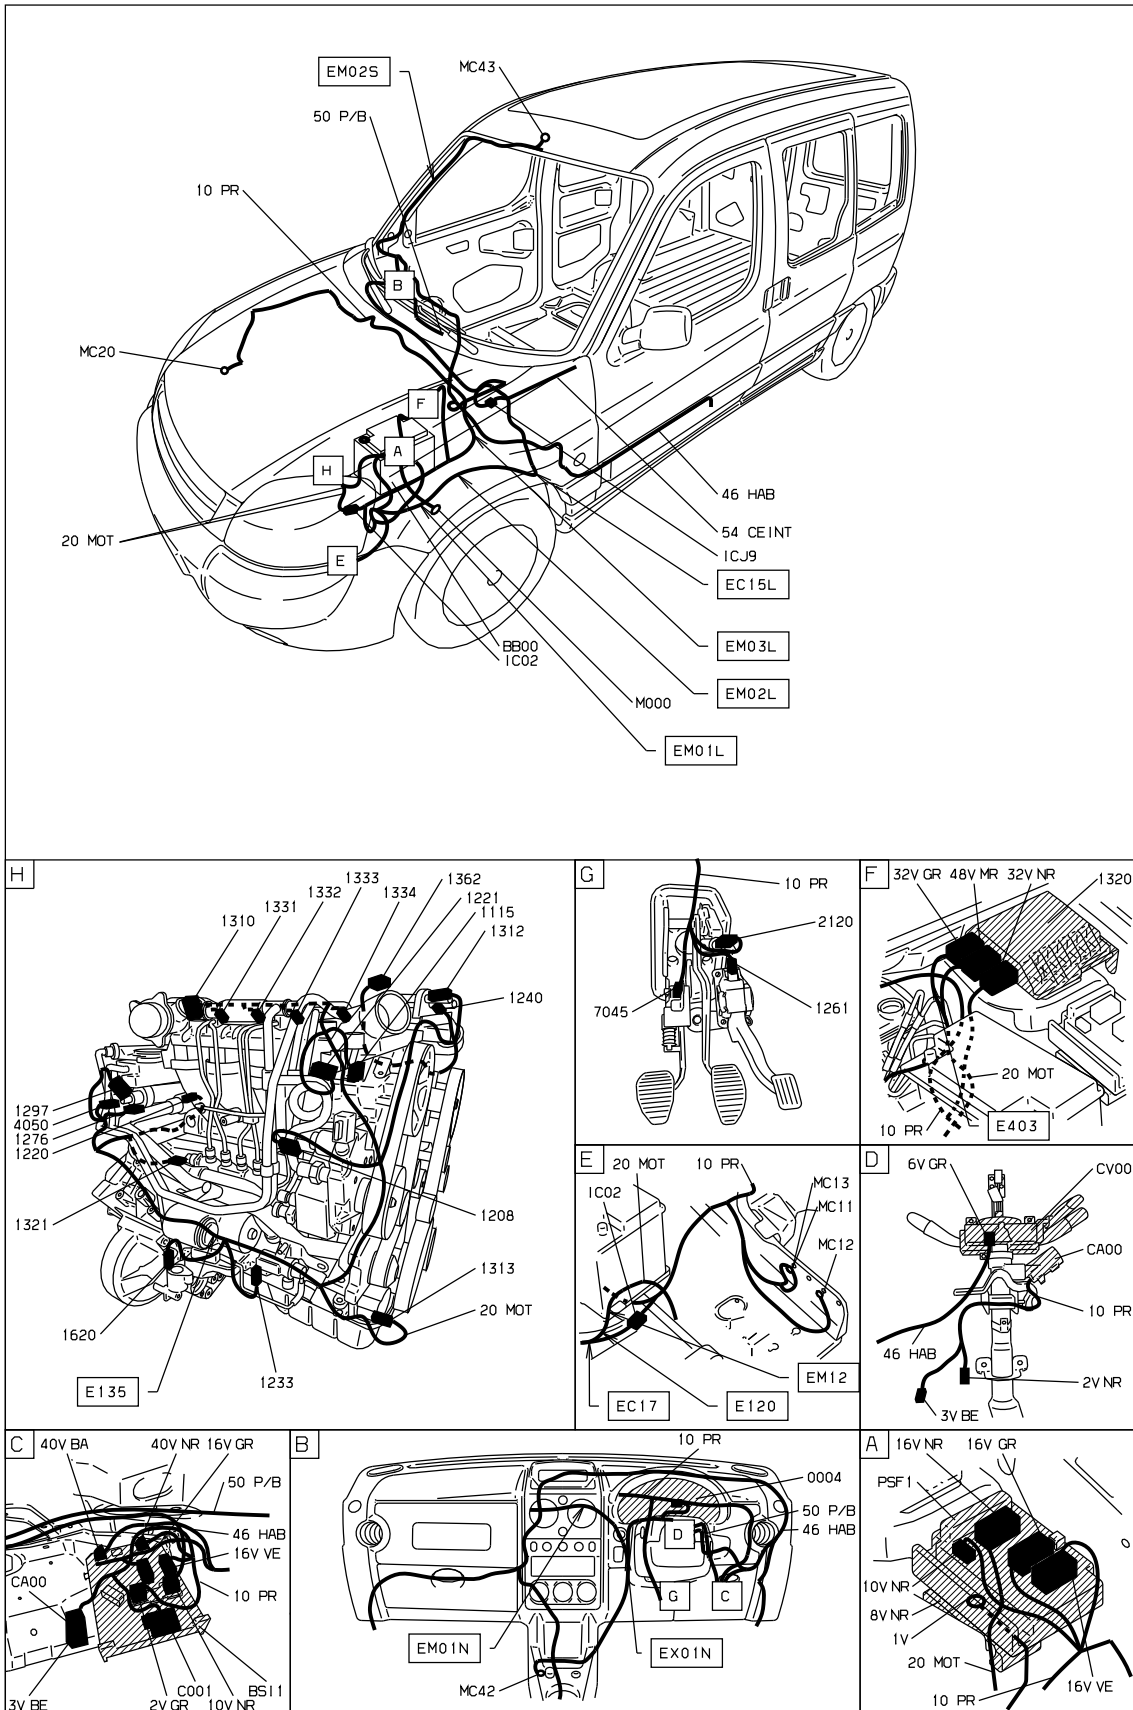 EM02S
MC43
50 P/B
10 PR
B
MC20
F
A
H
46 HAB
20 MOT
54 CEINT
E
ICJ9
EC15L
EM03L
BB00
IC02
EM02L
M000
EM01L
H
1310
1331
1332
1333
1334
1362
1221
1115
1312
1240
1297
4050
1276
1220
1321
1208
1313
20 MOT
1620
1233
E135
G
10 PR
2120
7045
1261
F
32V GR
48V MR
32V NR
1320
20 MOT
10 PR
E403
E
20 MOT
10 PR
IC02
MC13
MC11
MC12
EM12
EC17
E120
D
6V GR
CV00
CA00
10 PR
46 HAB
2V NR
3V BE
C
40V BA
40V NR
16V GR
50 P/B
46 HAB
16V VE
CA00
10 PR
C001
BSI1
3V BE
2V GR
10V NR
B
10 PR
0004
50 P/B
46 HAB
D
G
C
EM01N
EX01N
MC42
A
16V NR
16V GR
PSF1
10V NR
8V NR
1V
20 MOT
10 PR
16V VE